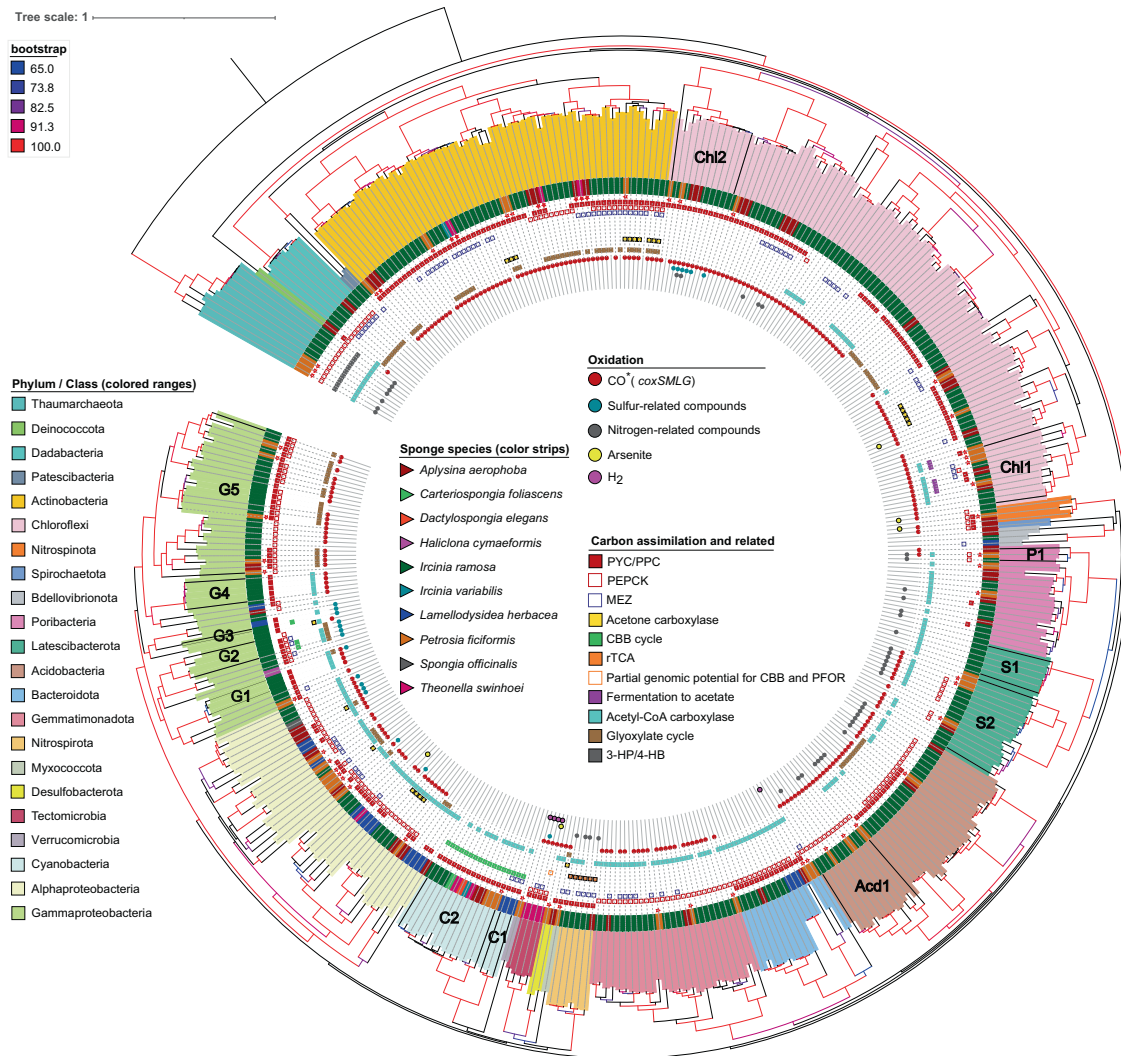 Tree scale: 1
bootstrap
65.0
73.8
82.5
91.3
100.0
Phylum / Class (colored ranges)
Thaumarchaeota
Deinococcota
Dadabacteria
Patescibacteria
Actinobacteria
Chloroflexi
Nitrospinota
Spirochaetota
Bdellovibrionota
Poribacteria
Latescibacterota
Acidobacteria
Bacteroidota
Gemmatimonadota
Nitrospirota
Myxococcota
Desulfobacterota
Tectomicrobia
Verrucomicrobia
Cyanobacteria
Alphaproteobacteria
Gammaproteobacteria
Sponge species (color strips)
Aplysina aerophoba
Carteriospongia foliascens
Dactylospongia elegans
Haliclona cymaeformis
Ircinia ramosa
Ircinia variabilis
Lamellodysidea herbacea
Petrosia ficiformis
Spongia officinalis
Theonella swinhoei
Oxidation
CO*( coxSMLG)
Sulfur-related compounds
Nitrogen-related compounds
Arsenite
H2
Carbon assimilation and related
PYC/PPC
PEPCK
MEZ
Acetone carboxylase
CBB cycle
rTCA
Partial genomic potential for CBB and PFOR
Fermentation to acetate
Acetyl-CoA carboxylase
Glyoxylate cycle
3-HP/4-HB
Chl2
Chl1
P1
S1
S2
Acd1
C1
C2
G1
G2
G3
G4
G5